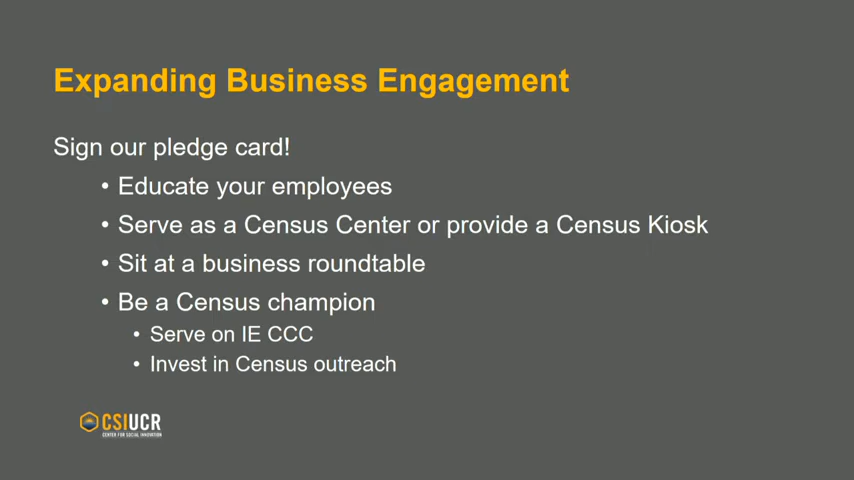 Expanding Business Engagement
Sign our pledge card!
• Educate your employees
• Serve as a Census Center or provide a Census Kiosk
• Sit at a business roundtable
• Be a Census champion
• Serve on IE CCC
• Invest in Census outreach
CSIUCR
CENTER FOR SOCIAL INNOVATION